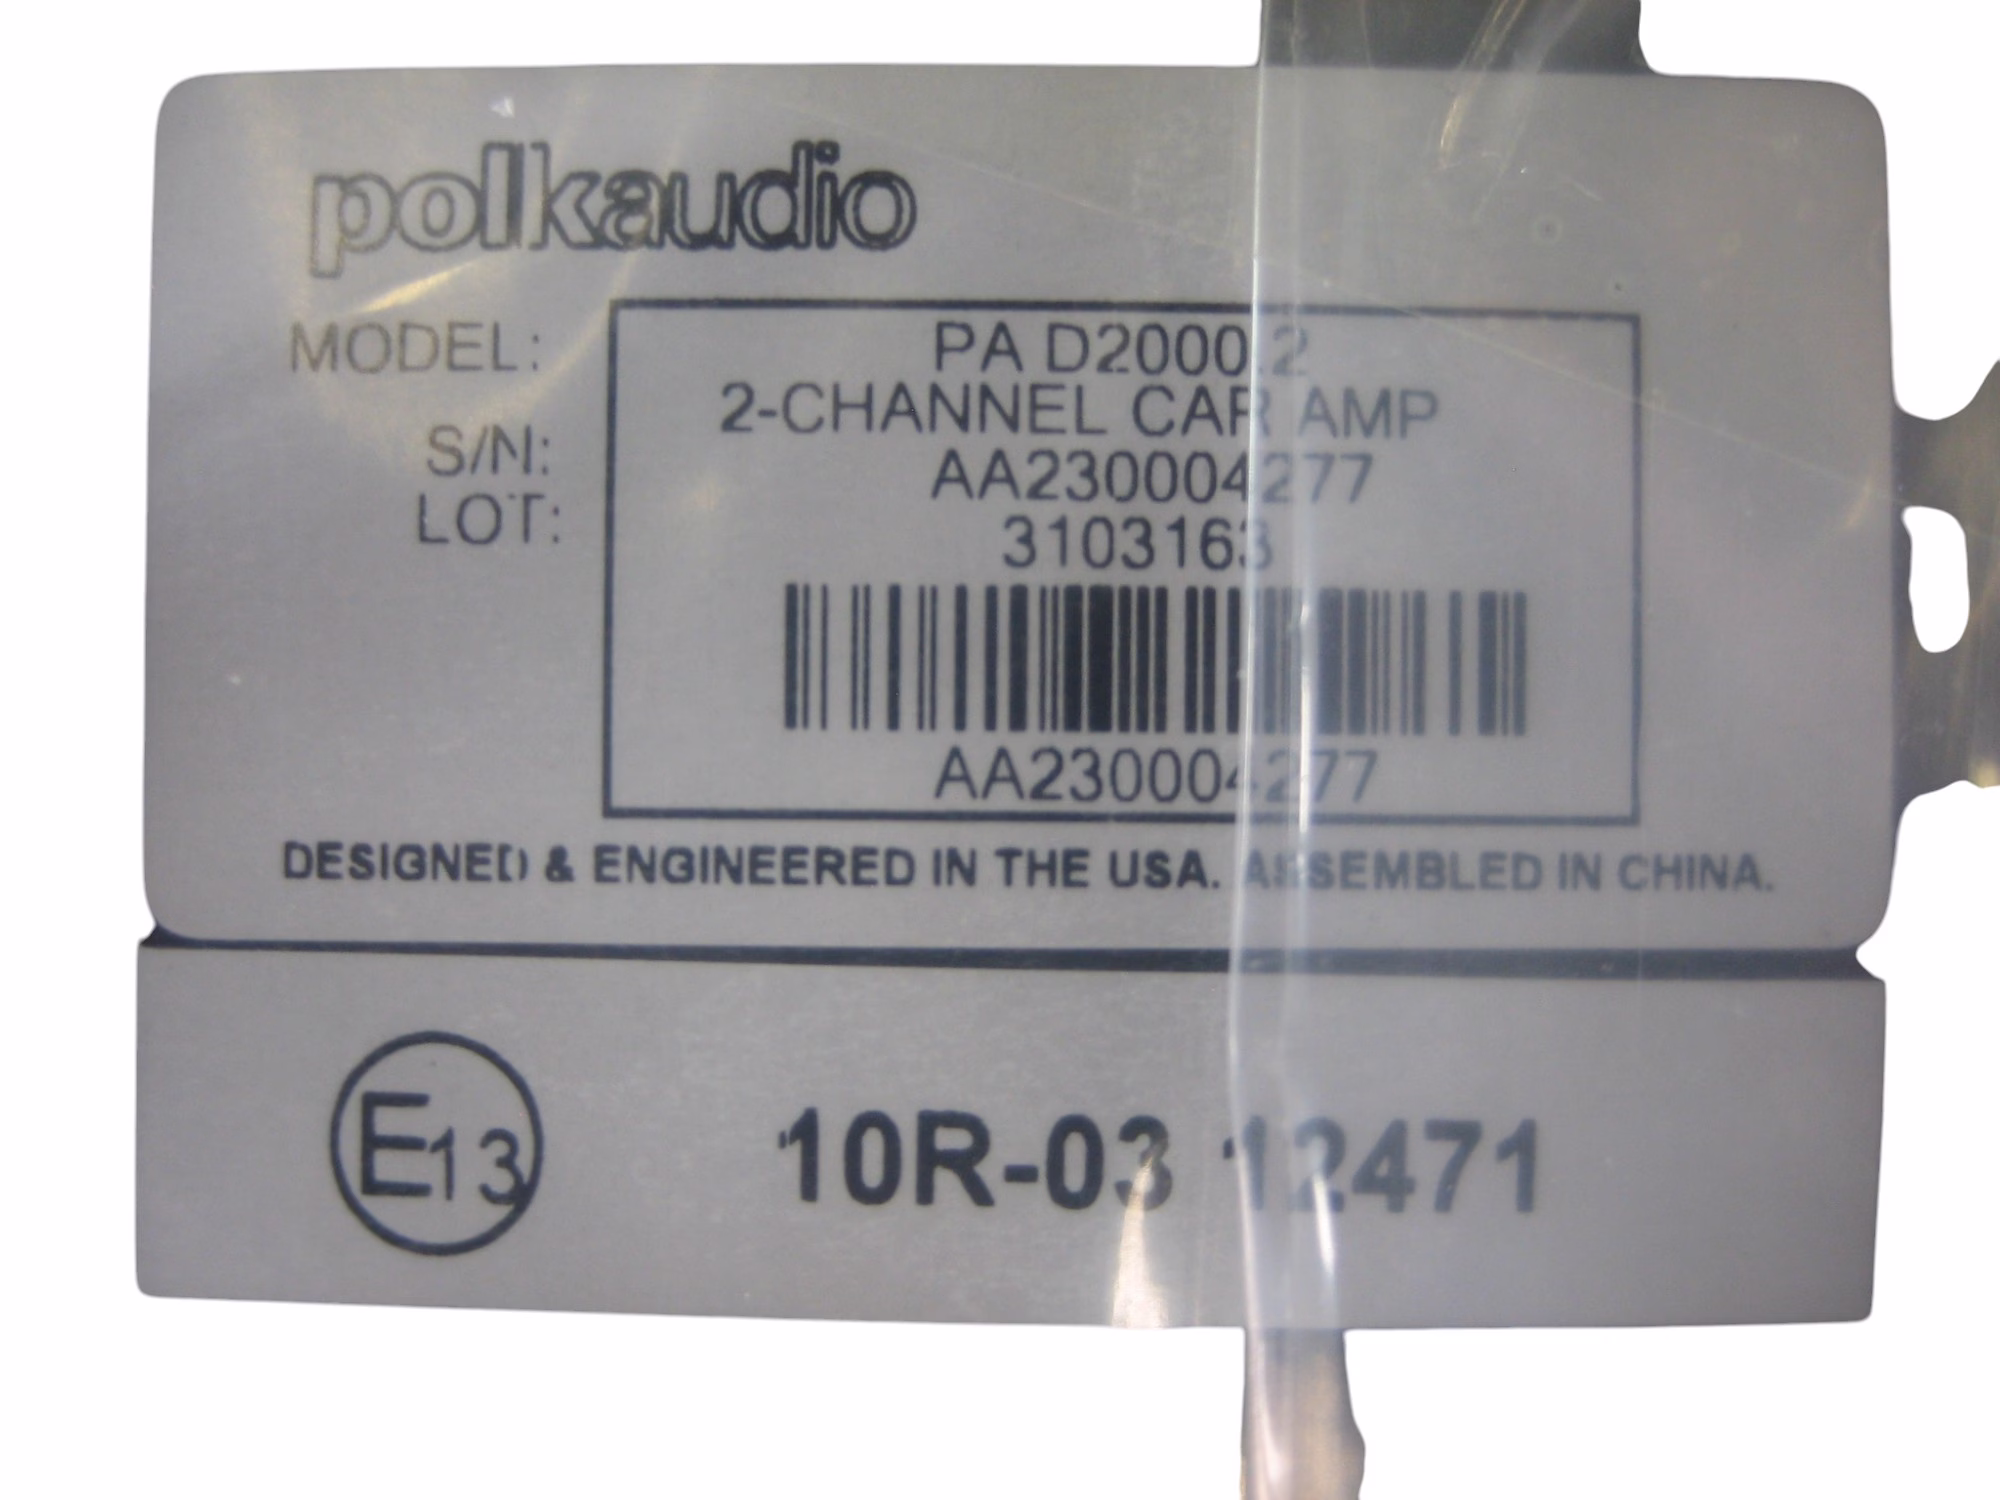 polkaudio
MODEL: PA D2000.2
2-CHANNEL CAR AMP
S/N: AA230004277
LOT: 3103163
AA230004277
DESIGNED & ENGINEERED IN THE USA. ASSEMBLED IN CHINA.
E13 10R-03 12471